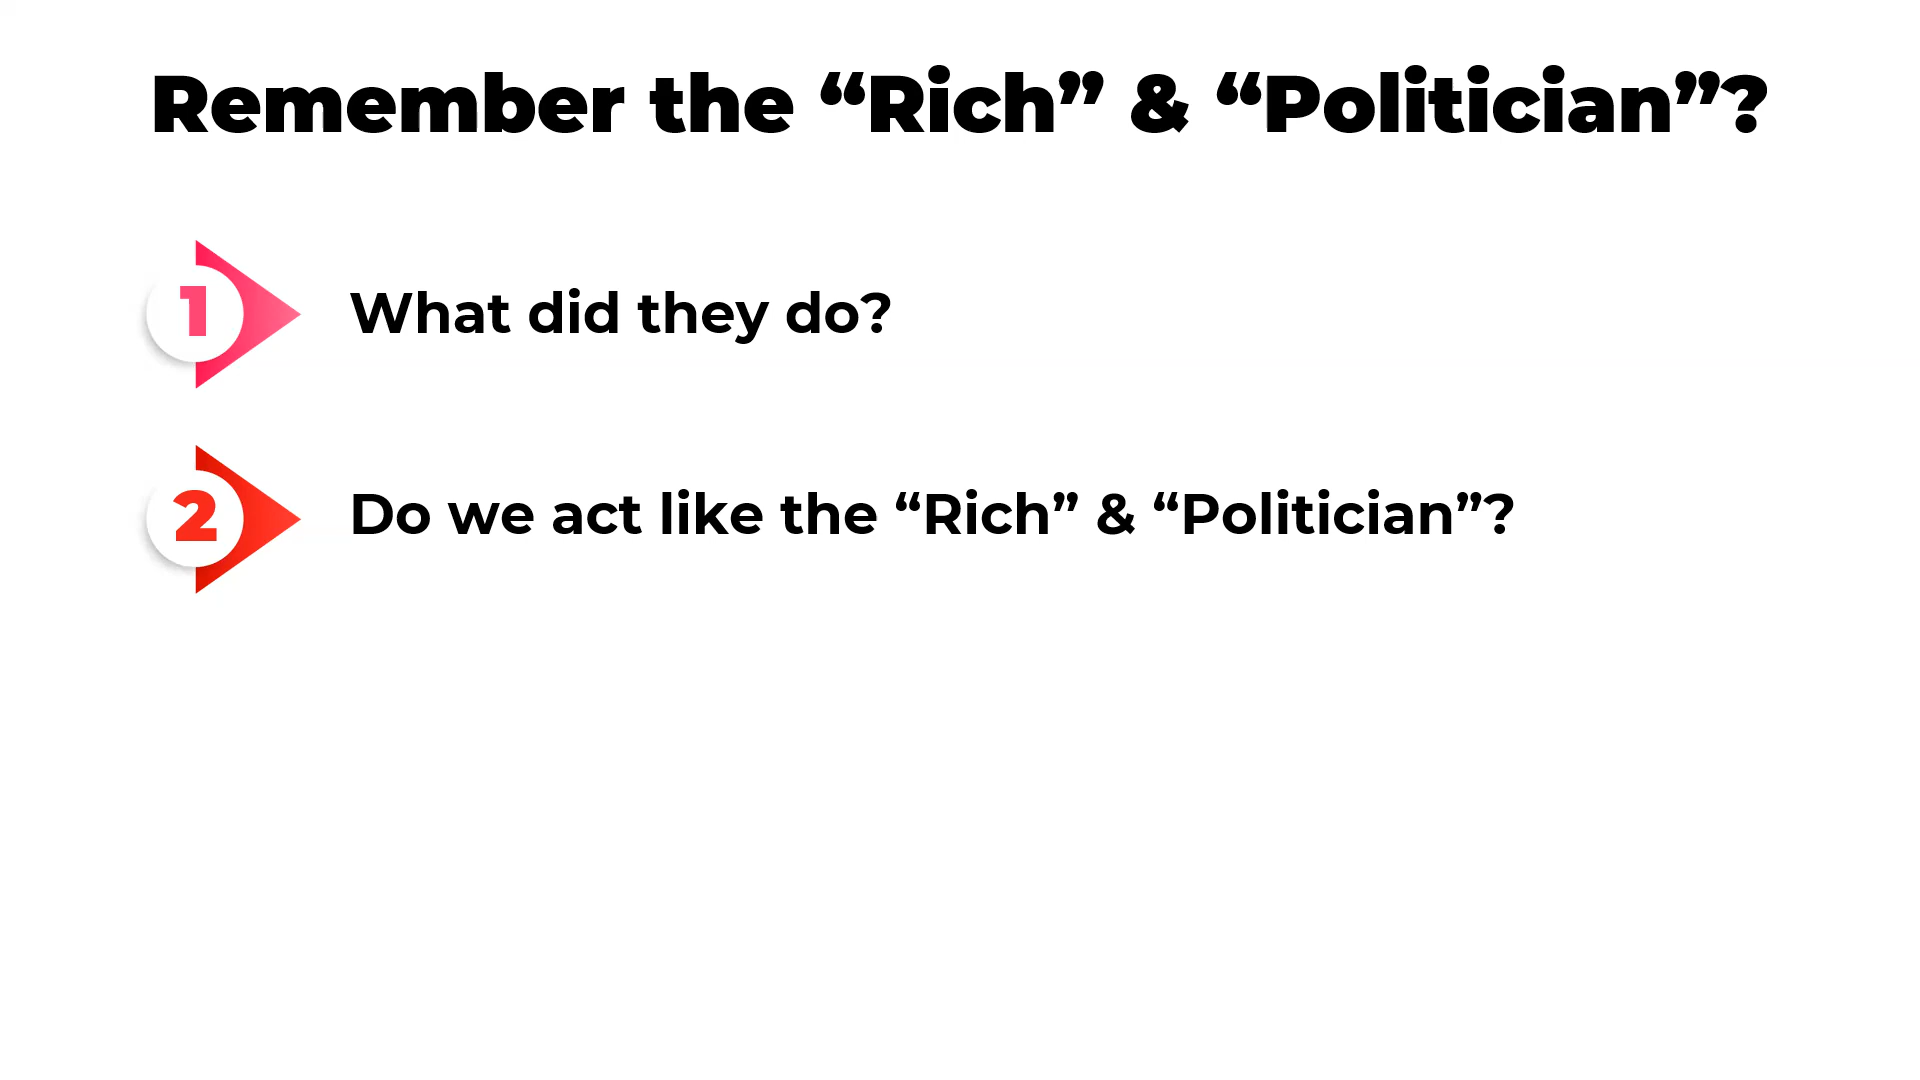 Remember the “Rich” & “Politician”?
1 What did they do?
2 Do we act like the “Rich” & “Politician”?